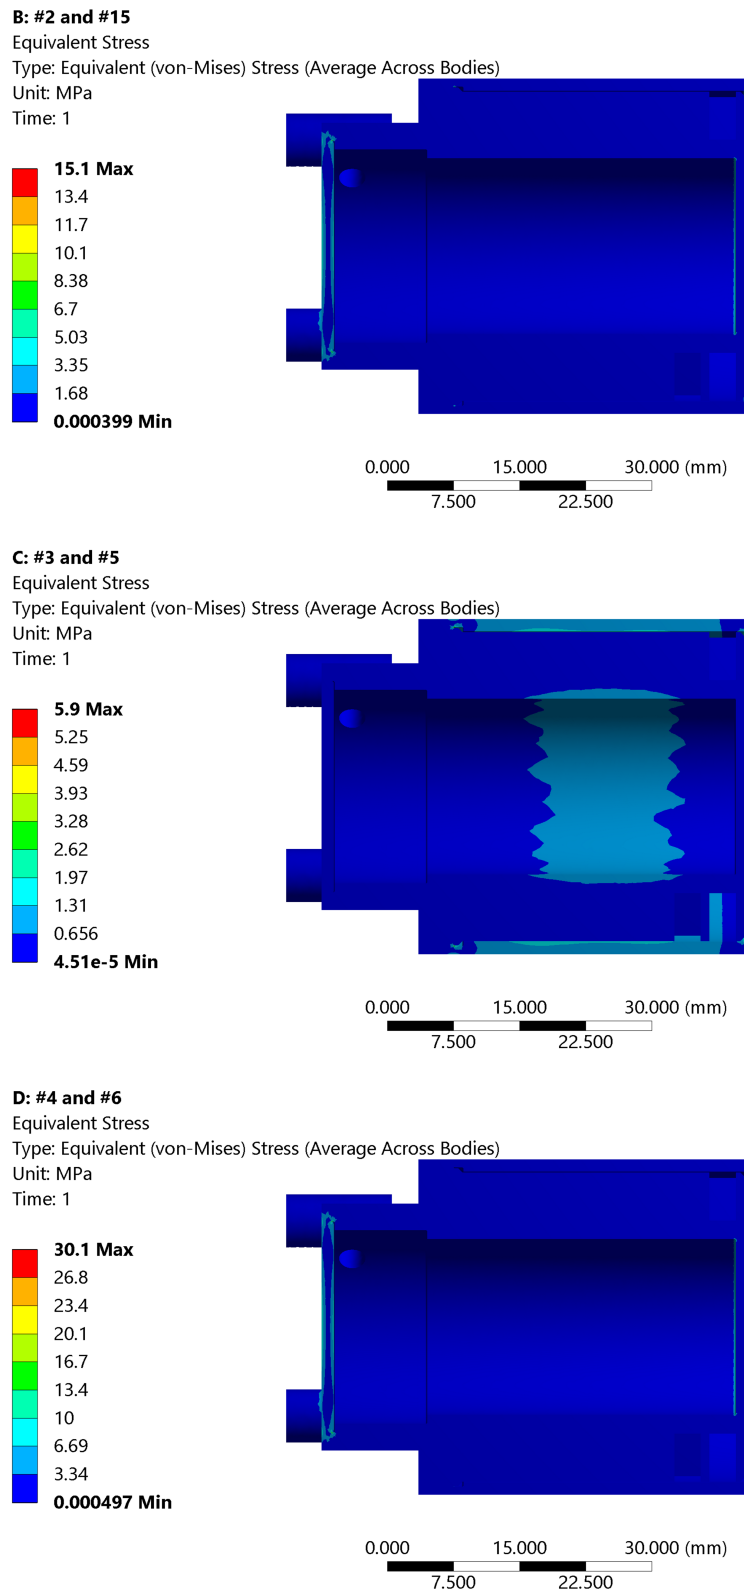 B: #2 and #15
Equivalent Stress
Type: Equivalent (von-Mises) Stress (Average Across Bodies)
Unit: MPa
Time: 1
15.1 Max
13.4
11.7
10.1
8.38
6.7
5.03
3.35
1.68
0.000399 Min
0.000 15.000 30.000 (mm)
7.500 22.500
C: #3 and #5
Equivalent Stress
Type: Equivalent (von-Mises) Stress (Average Across Bodies)
Unit: MPa
Time: 1
5.9 Max
5.25
4.59
3.93
3.28
2.62
1.97
1.31
0.656
4.51e-5 Min
0.000 15.000 30.000 (mm)
7.500 22.500
D: #4 and #6
Equivalent Stress
Type: Equivalent (von-Mises) Stress (Average Across Bodies)
Unit: MPa
Time: 1
30.1 Max
26.8
23.4
20.1
16.7
13.4
10
6.69
3.34
0.000497 Min
0.000 15.000 30.000 (mm)
7.500 22.500